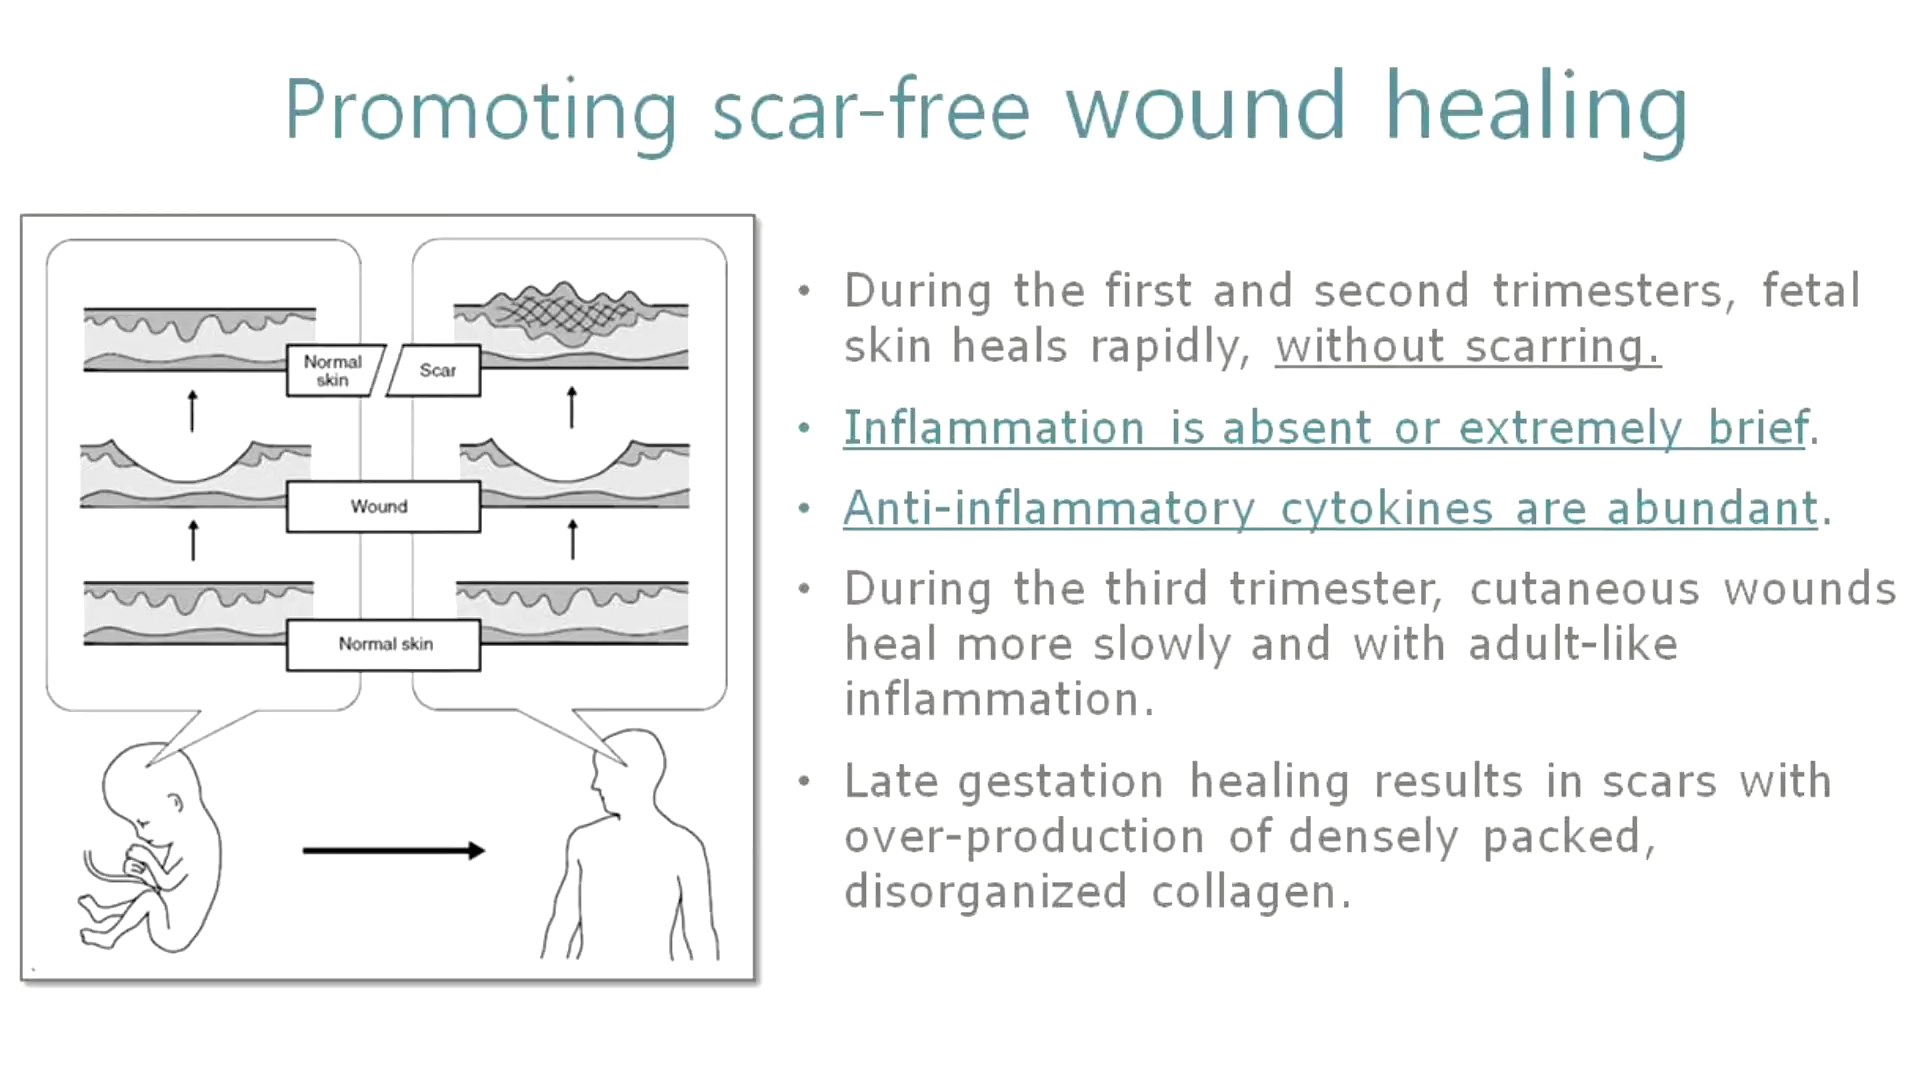 Promoting scar-free wound healing
Normal
skin
Scar
Wound
Normal skin
• During the first and second trimesters, fetal
skin heals rapidly, without scarring.
• Inflammation is absent or extremely brief.
• Anti-inflammatory cytokines are abundant.
• During the third trimester, cutaneous wounds
heal more slowly and with adult-like
inflammation.
• Late gestation healing results in scars with
over-production of densely packed,
disorganized collagen.